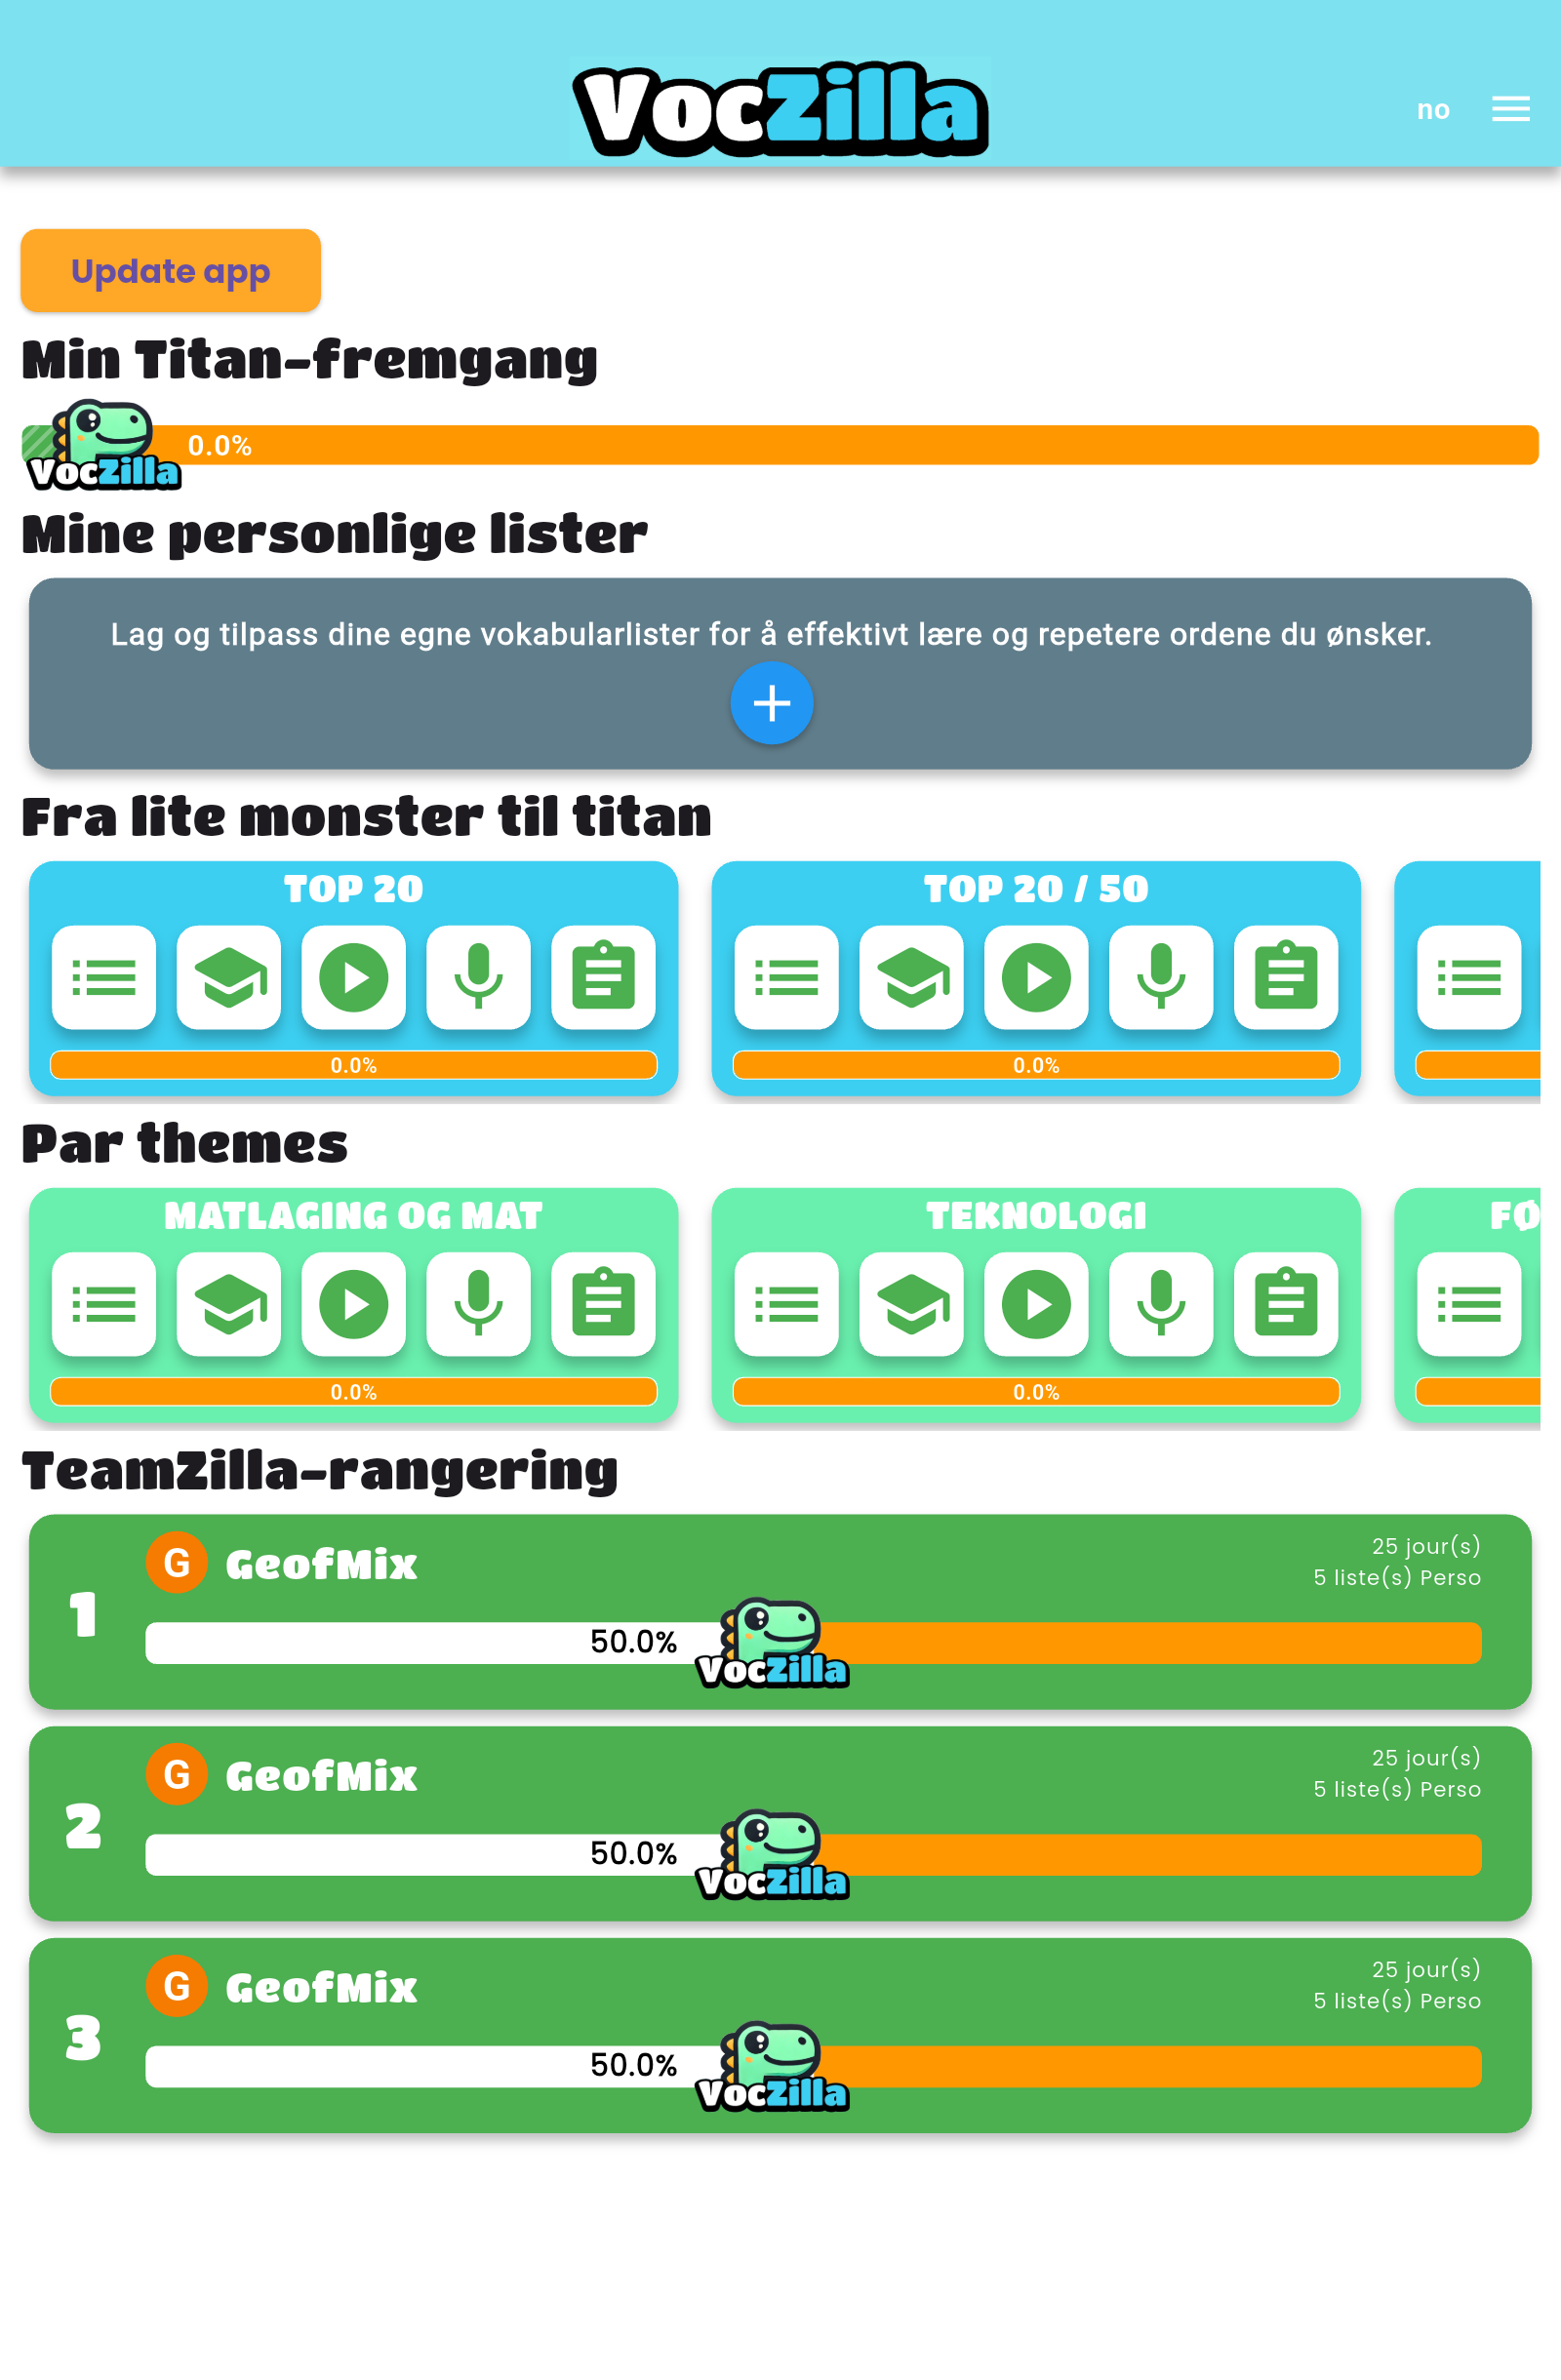 VocZilla
no
Update app
Min Titan-fremgang
0.0%
VocZilla
Mine personlige lister
Lag og tilpass dine egne vokabularlister for å effektivt lære og repetere ordene du ønsker.
Fra lite monster til titan
TOP 20
TOP 20 / 50
0.0%
0.0%
Par themes
MATLAGING OG MAT
TEKNOLOGI
FØ
0.0%
0.0%
TeamZilla-rangering
1
G
GeofMix
25 jour(s)
5 liste(s) Perso
50.0%
VocZilla
2
G
GeofMix
25 jour(s)
5 liste(s) Perso
50.0%
VocZilla
3
G
GeofMix
25 jour(s)
5 liste(s) Perso
50.0%
VocZilla